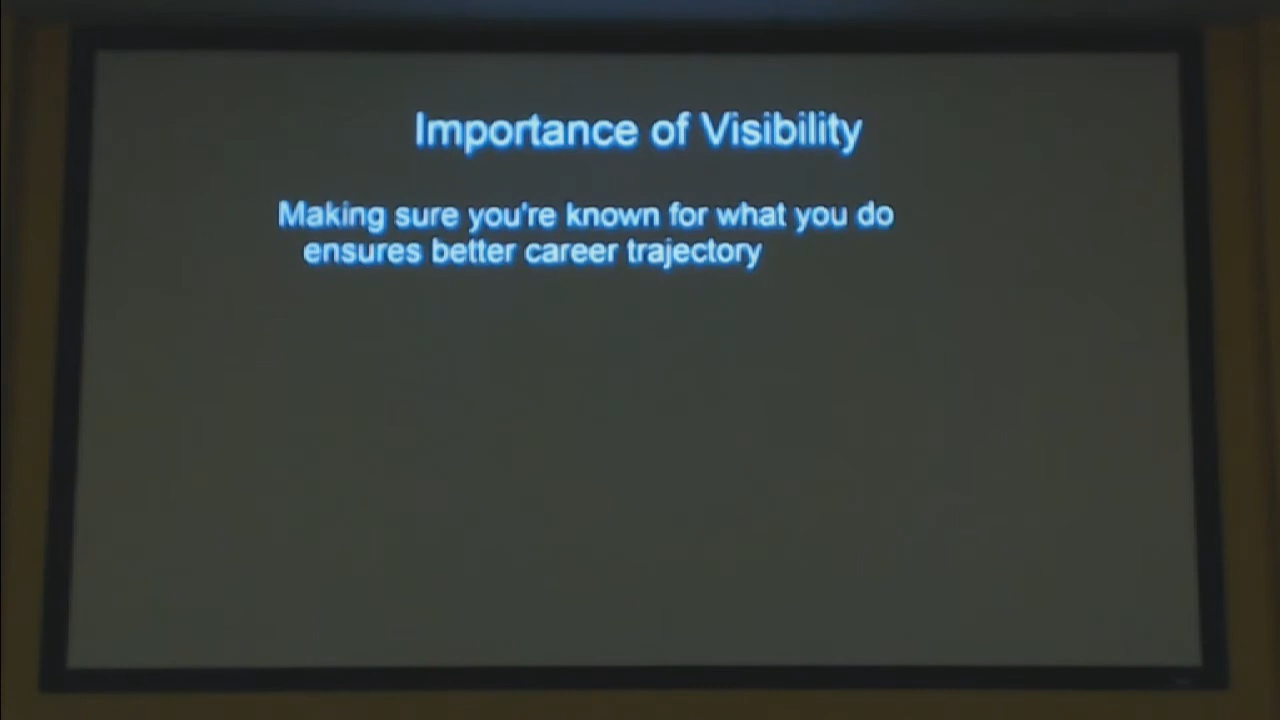 Importance of Visibility
Making sure you're known for what you do
ensures better career trajectory